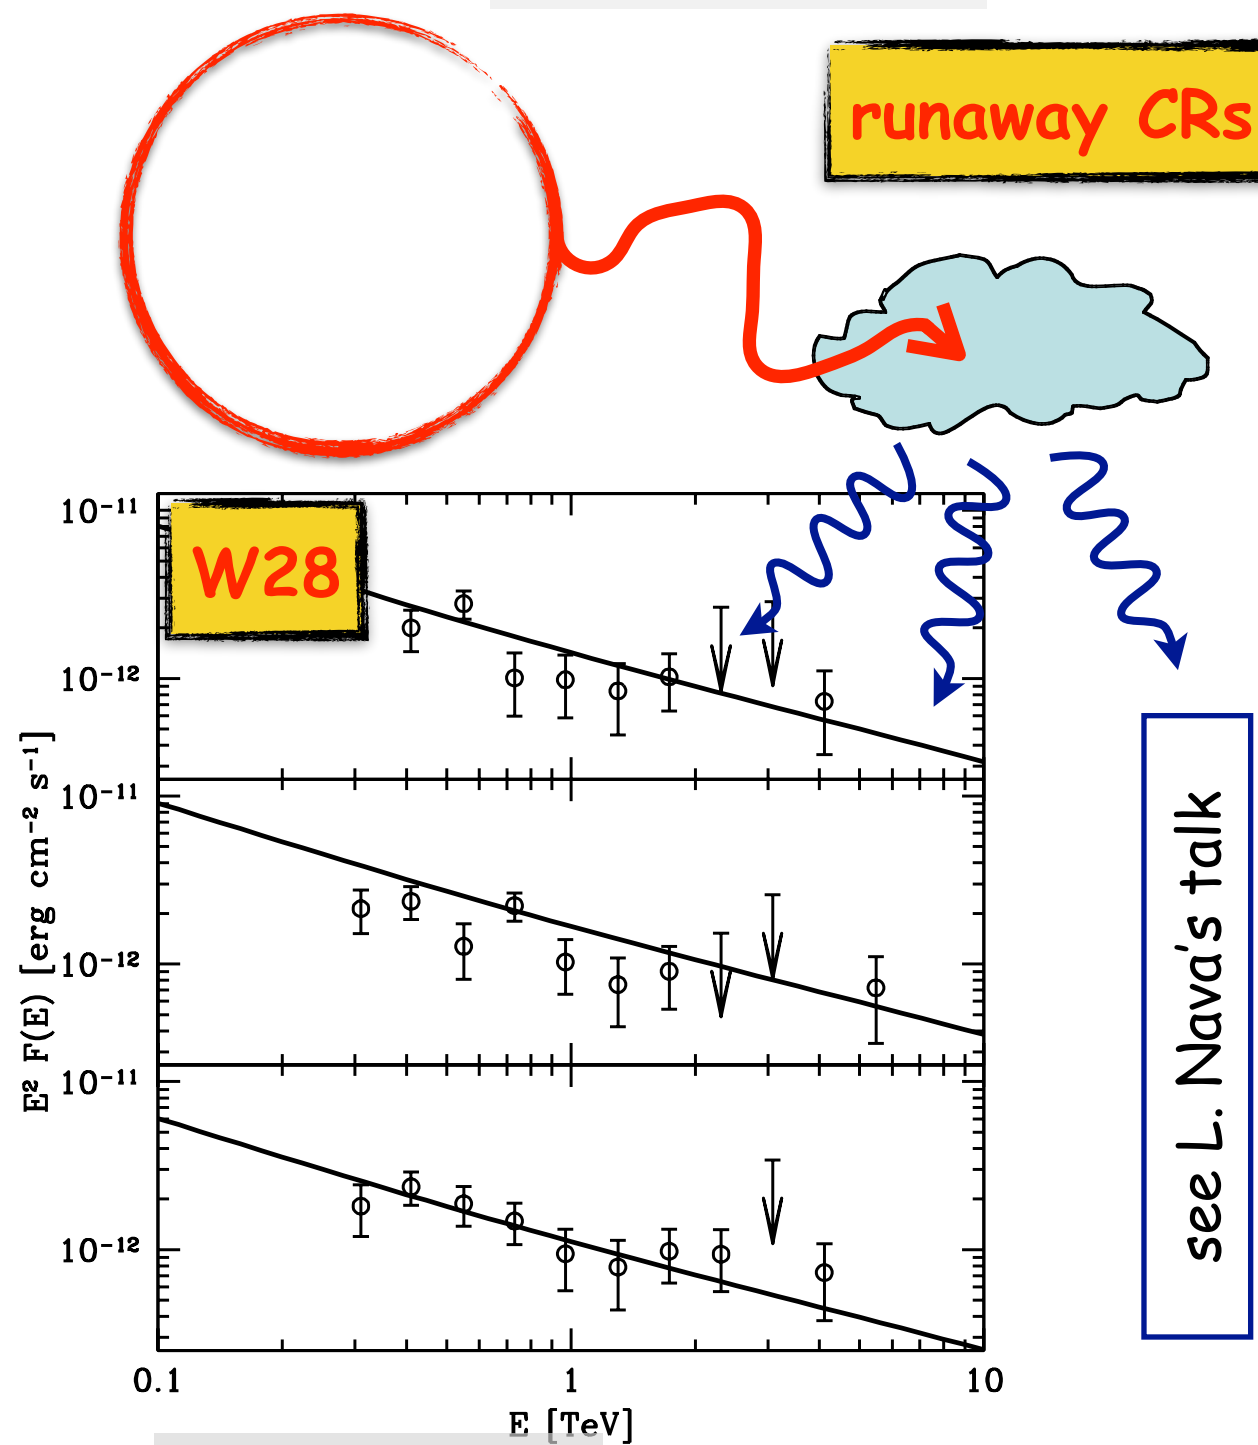 runaway CRs
W28
10⁻¹¹
10⁻¹²
10⁻¹¹
10⁻¹²
10⁻¹¹
10⁻¹²
E² F(E) [erg cm⁻² s⁻¹]
see L. Nava's talk
0.1 1 10
E [TeV]